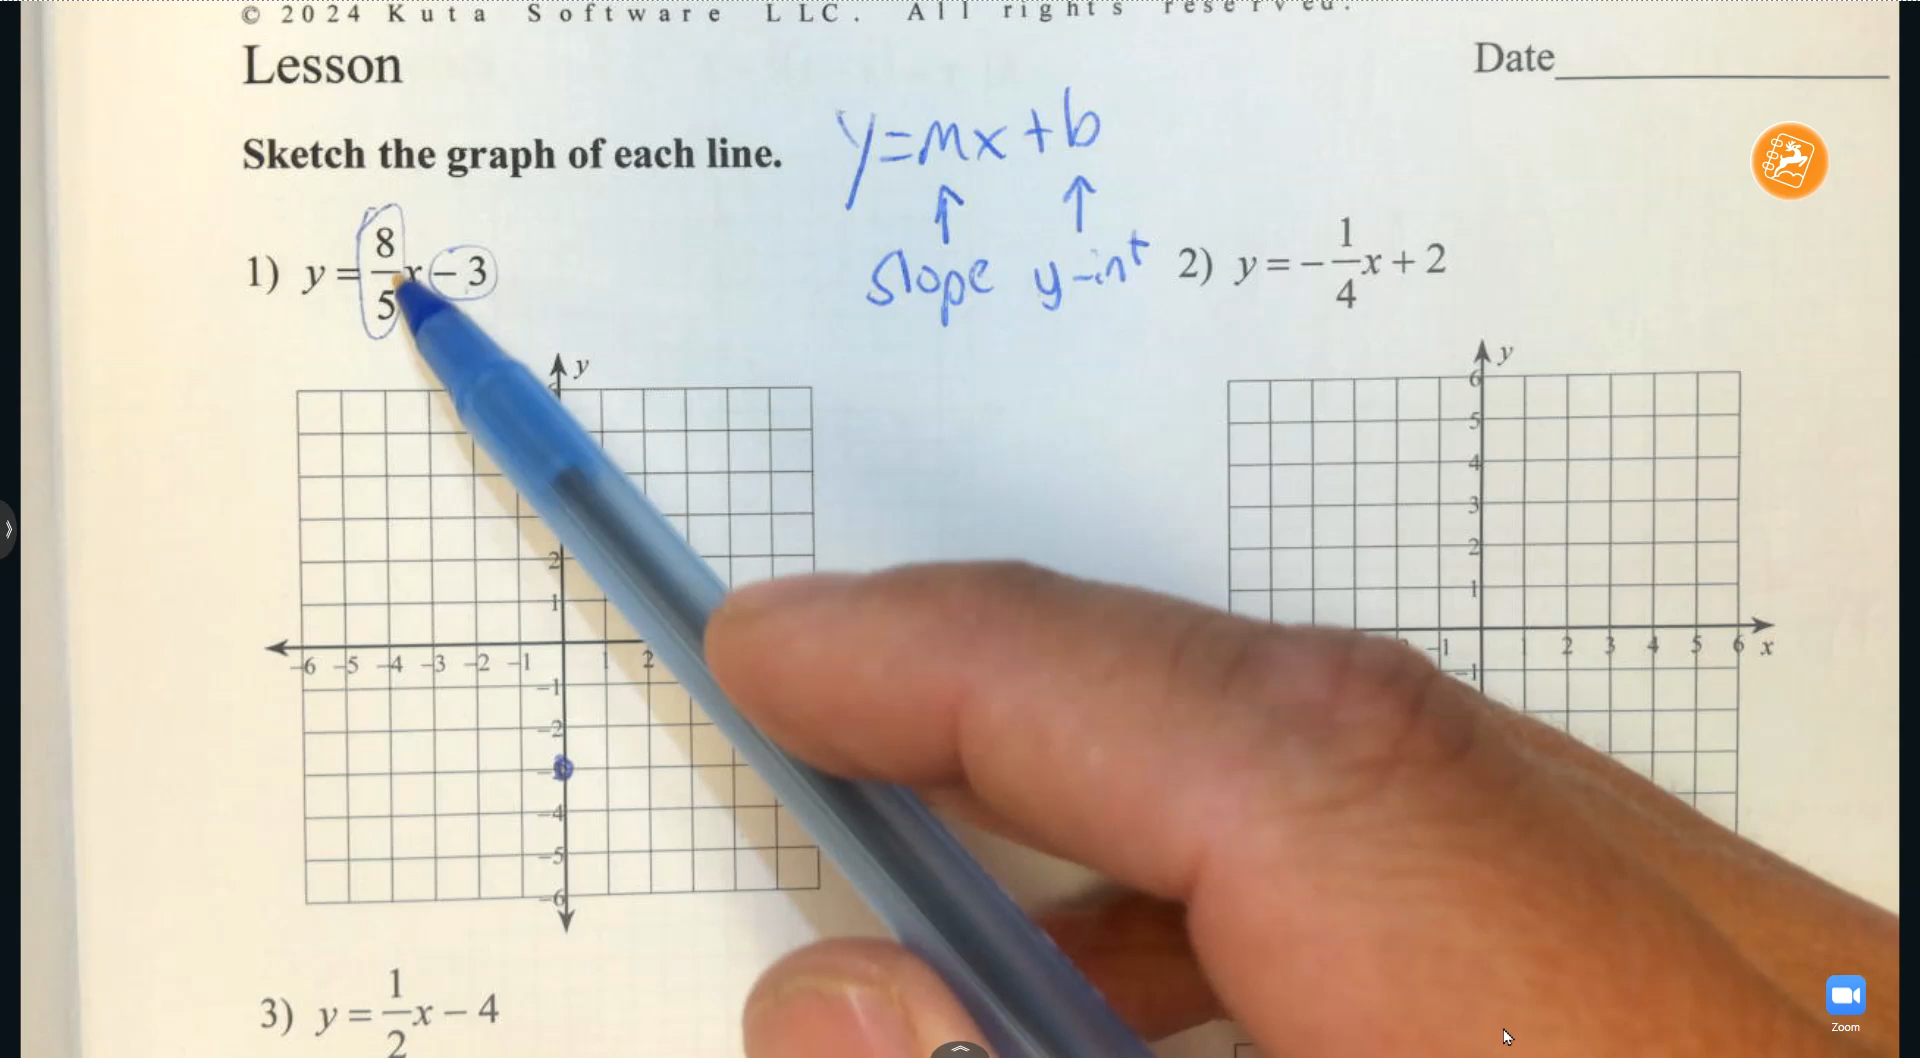 © 2024 Kuta Software LLC. All rights reserved.
Lesson
Date
Sketch the graph of each line.
y=mx+b
↑ ↑
slope y-int
1) y = 8/5 x - 3
2) y = - 1/4 x + 2
y
2
1
-6 -5 -4 -3 -2 -1 1 2
-1
-2
-4
-5
-6
y
6
5
4
3
2
1
-1 1 2 3 4 5 6 x
-1
3) y = 1/2 x - 4
Zoom